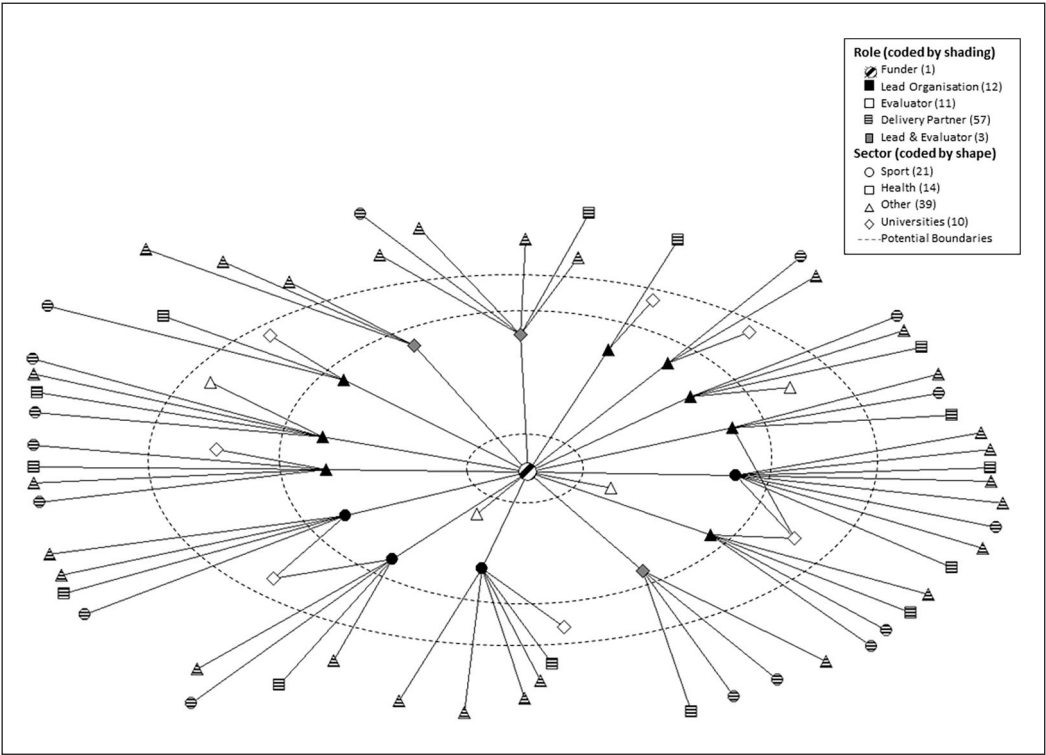 Role (coded by shading)
Funder (1)
Lead Organisation (12)
Evaluator (11)
Delivery Partner (57)
Lead & Evaluator (3)
Sector (coded by shape)
Sport (21)
Health (14)
Other (39)
Universities (10)
Potential Boundaries